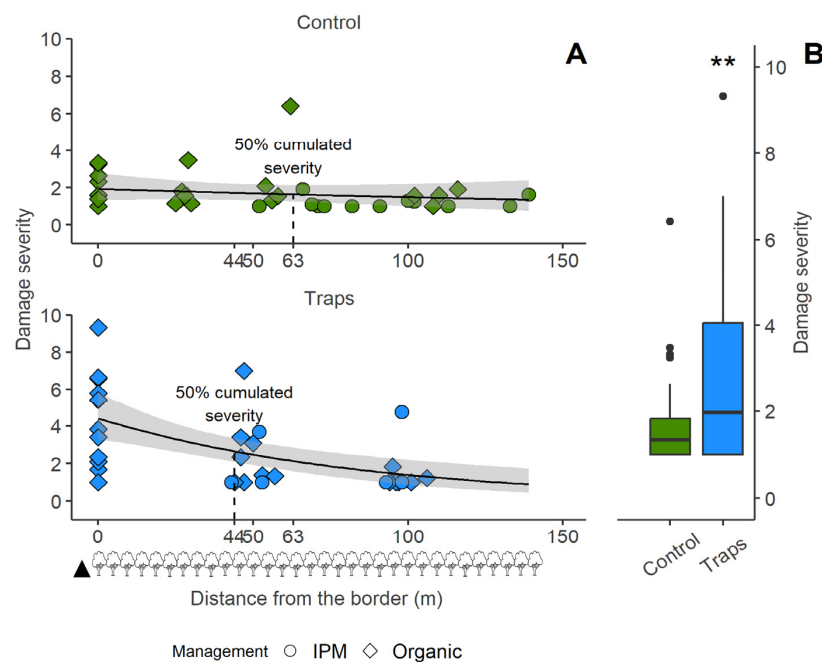 Control
A
B
**
Damage severity
10
8
6
4
2
0
50% cumulated
severity
0 44 50 63 100 150
Traps
10
8
6
4
2
0
50% cumulated
severity
0 44 50 63 100 150
Distance from the border (m)
Management IPM Organic
10
8
6
4
2
0
Damage severity
Control Traps